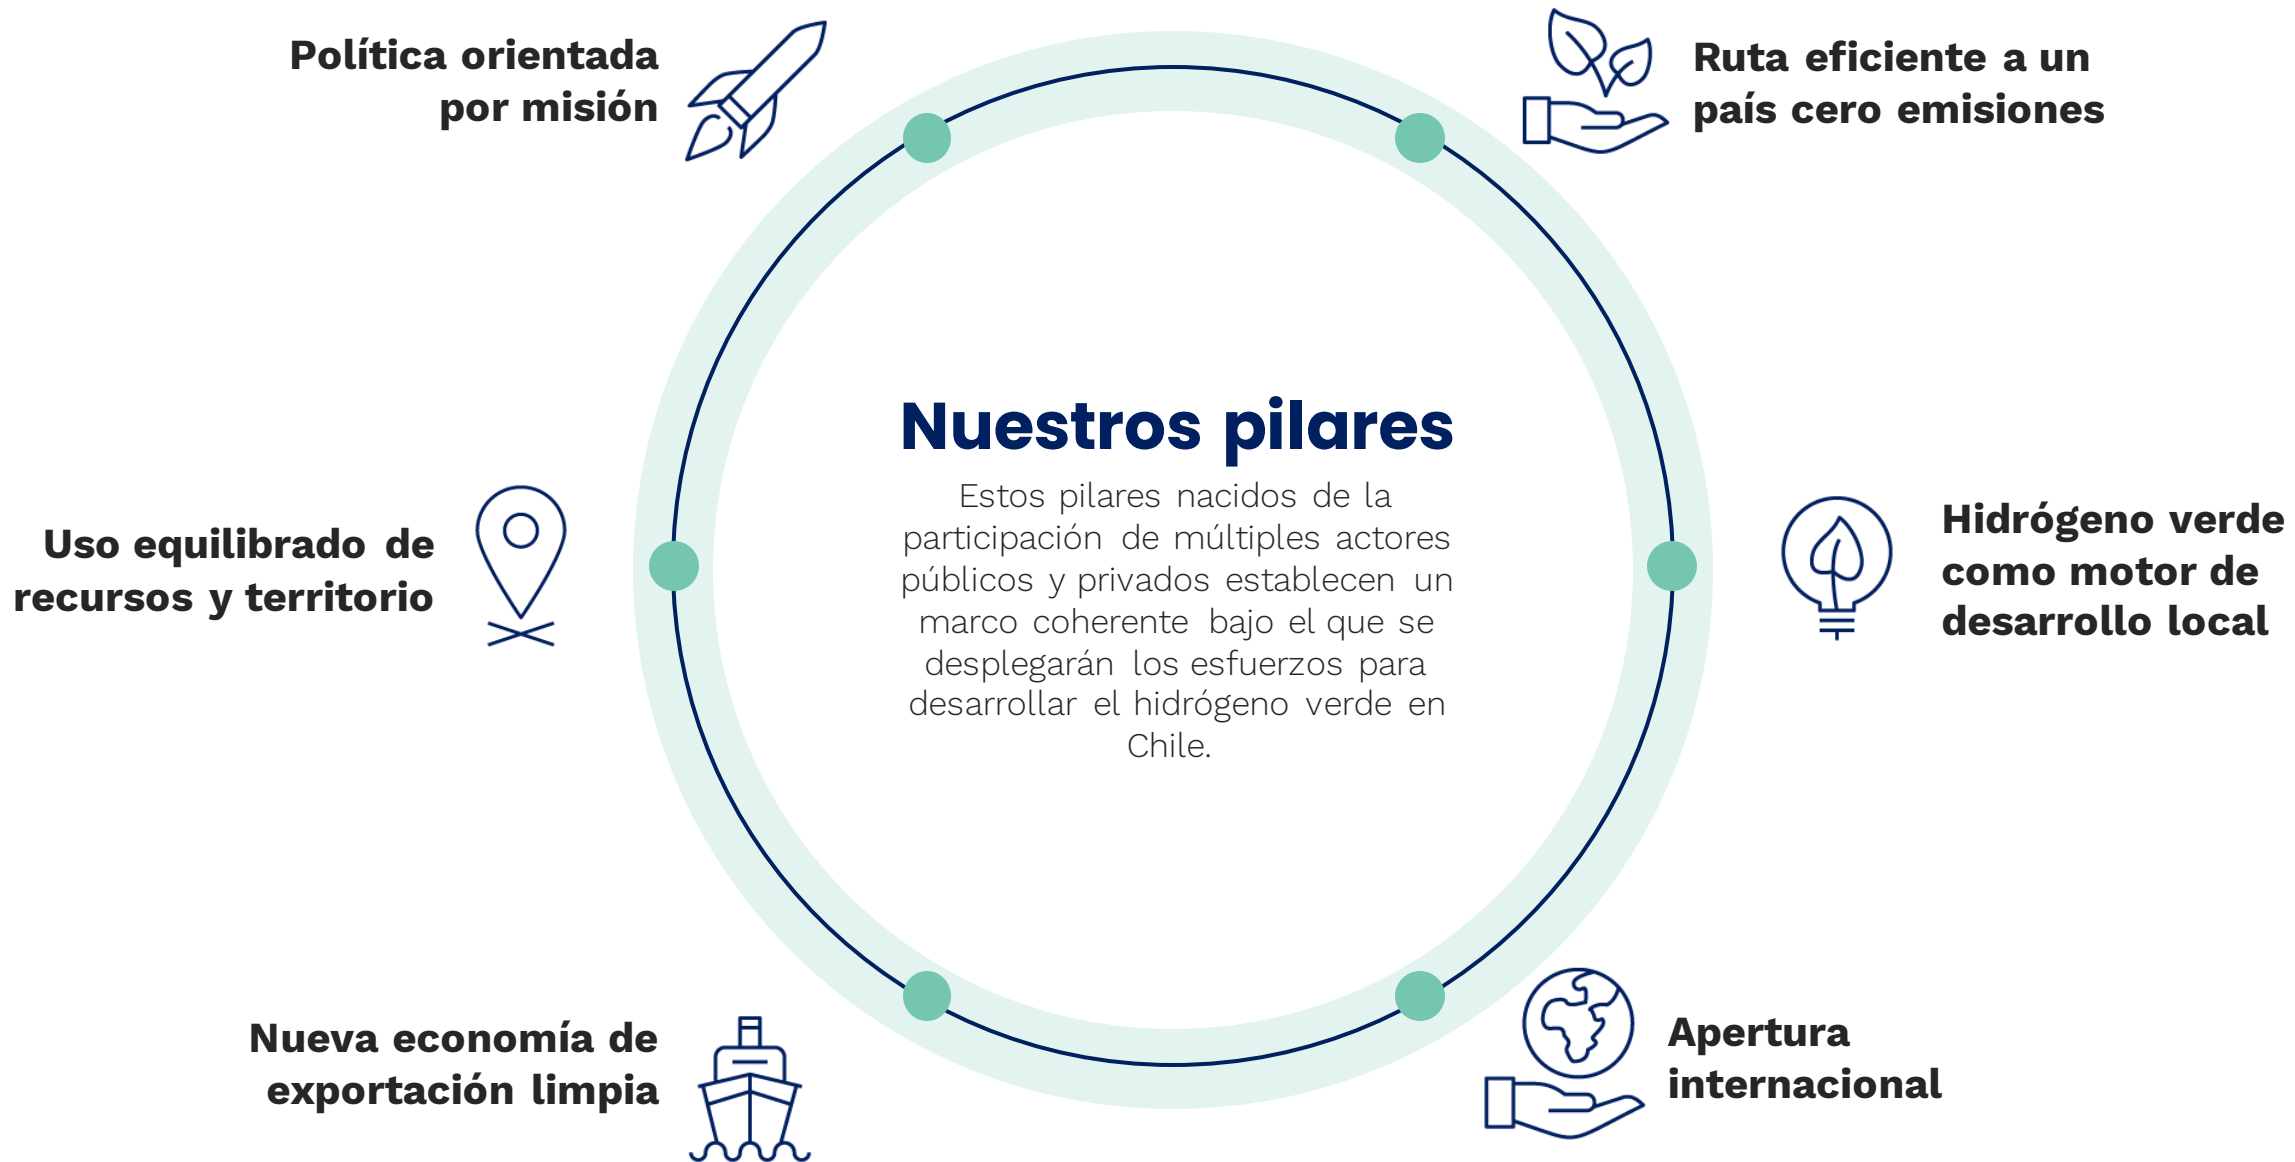 Política orientada
por misión
Ruta eficiente a un
país cero emisiones
Nuestros pilares
Estos pilares nacidos de la
participación de múltiples actores
públicos y privados establecen un
marco coherente bajo el que se
desplegarán los esfuerzos para
desarrollar el hidrógeno verde en
Chile.
Uso equilibrado de
recursos y territorio
Hidrógeno verde
como motor de
desarrollo local
Nueva economía de
exportación limpia
Apertura
internacional